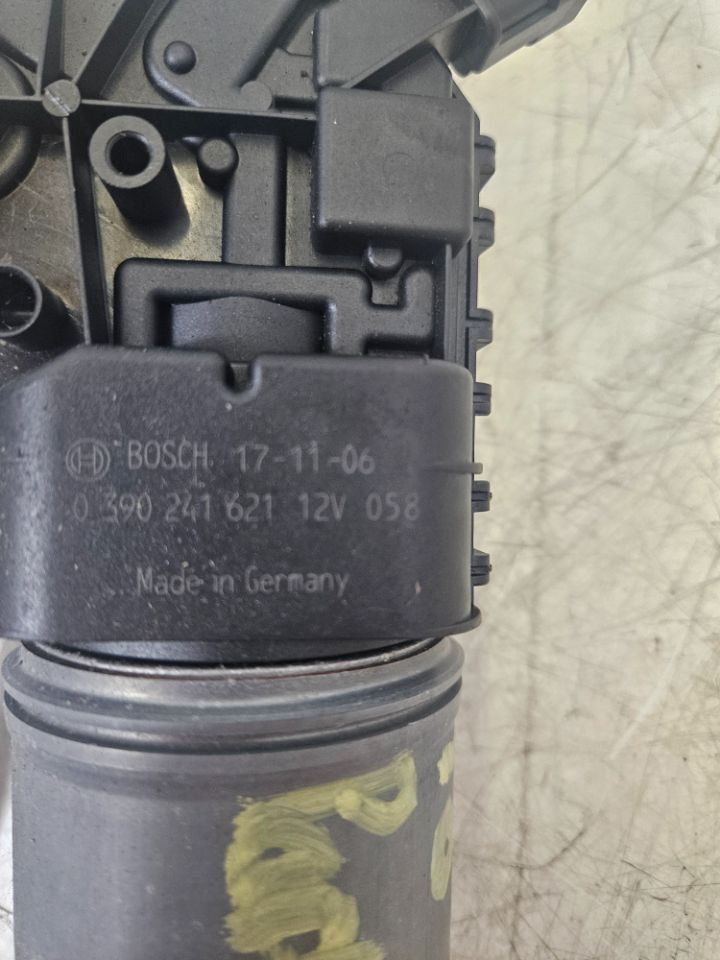 BOSCH 17-11-06
0 390 241 621 12V 058
Made in Germany